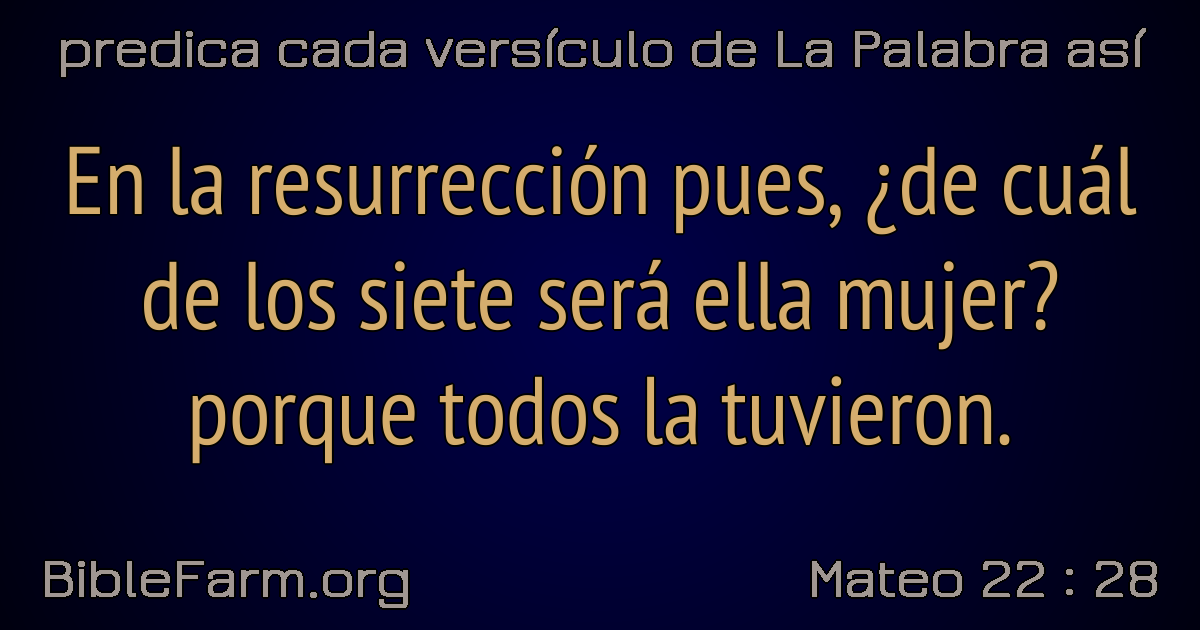 predica cada versículo de La Palabra así
En la resurrección pues, ¿de cuál
de los siete será ella mujer?
porque todos la tuvieron.
BibleFarm.org
Mateo 22 : 28